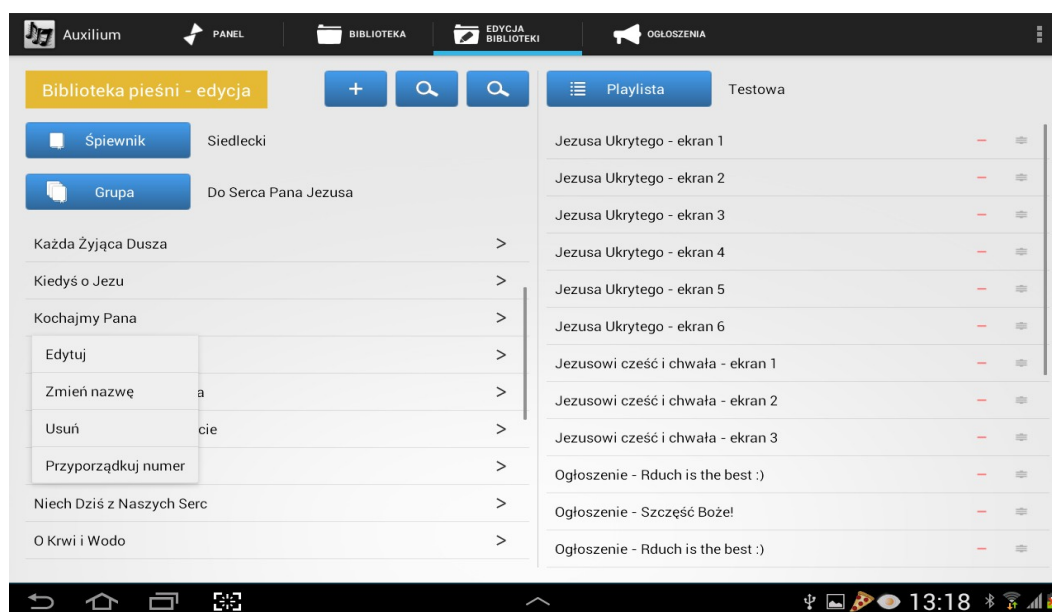 Auxilium
PANEL
BIBLIOTEKA
EDYCJA
BIBLIOTEKI
OGŁOSZENIA
Biblioteka pieśni - edycja
+
Śpiewnik
Siedlecki
Grupa
Do Serca Pana Jezusa
Każda Żyjąca Dusza >
Kiedyś o Jezu >
Kochajmy Pana >
Edytuj >
Zmień nazwę a >
Usuń cie >
Przyporządkuj numer >
Niech Dziś z Naszych Serc >
O Krwi i Wodo >
Playlista
Testowa
Jezusa Ukrytego - ekran 1
Jezusa Ukrytego - ekran 2
Jezusa Ukrytego - ekran 3
Jezusa Ukrytego - ekran 4
Jezusa Ukrytego - ekran 5
Jezusa Ukrytego - ekran 6
Jezusowi cześć i chwała - ekran 1
Jezusowi cześć i chwała - ekran 2
Jezusowi cześć i chwała - ekran 3
Ogłoszenie - Rduch is the best :)
Ogłoszenie - Szczęść Boże!
Ogłoszenie - Rduch is the best :)
13:18